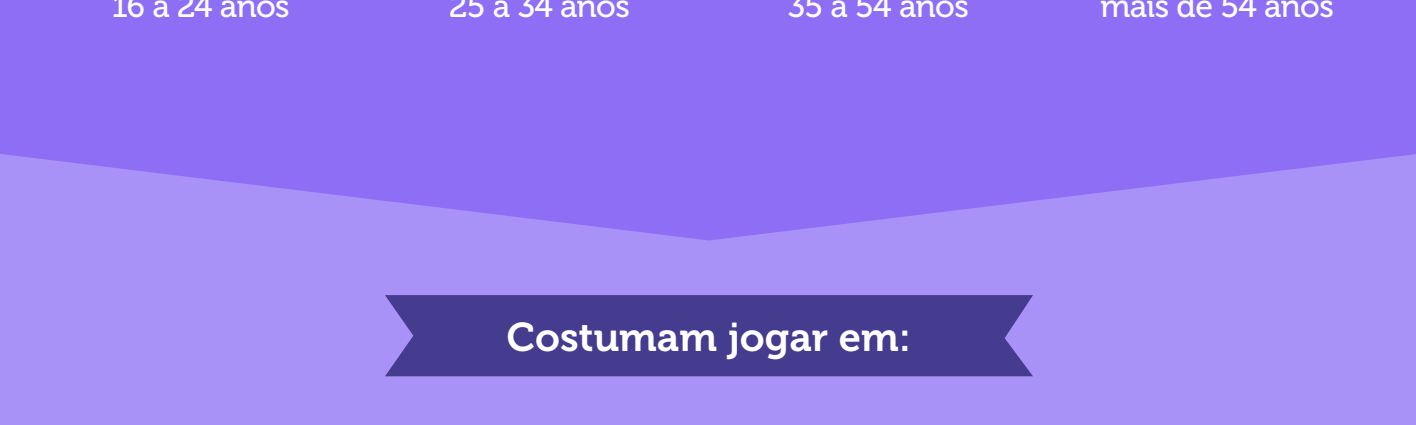 16 a 24 anos
25 a 34 anos
35 a 54 anos
mais de 54 anos
Costumam jogar em: